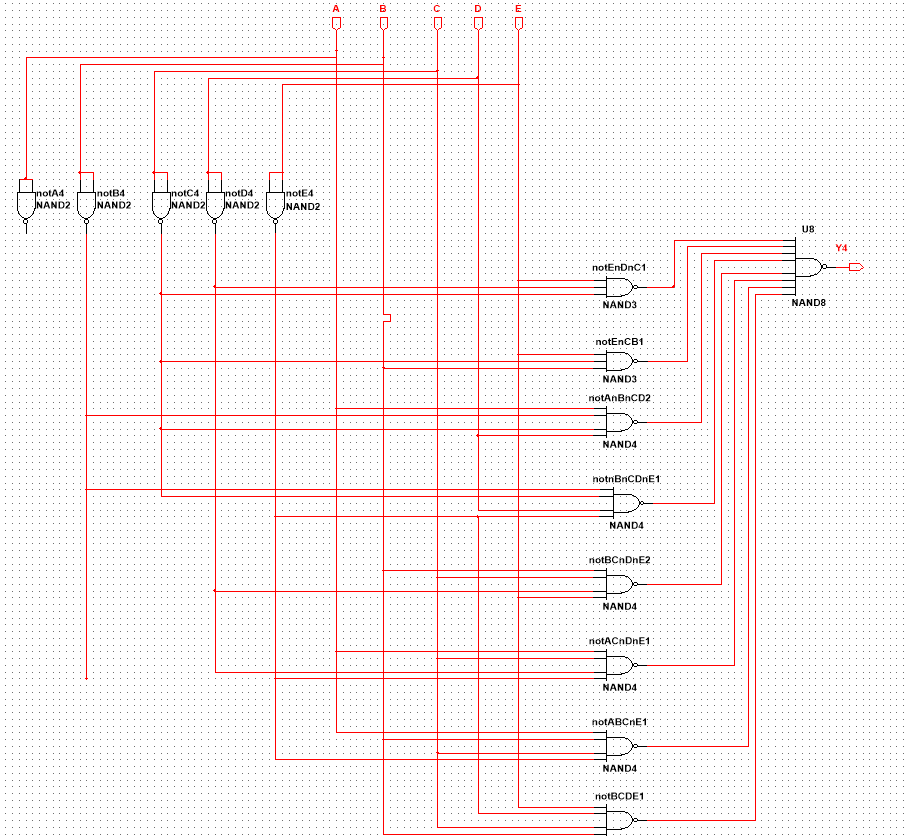 A B C D E
notA4 notB4 notC4 notD4 notE4
NAND2 NAND2 NAND2 NAND2 NAND2
U8
Y4
notEnDnC1
NAND8
NAND3
notEnCB1
NAND3
notAnBnCD2
NAND4
notnBnCDnE1
NAND4
notBCnDnE2
NAND4
notACnDnE1
NAND4
notABCnE1
NAND4
notBCDE1